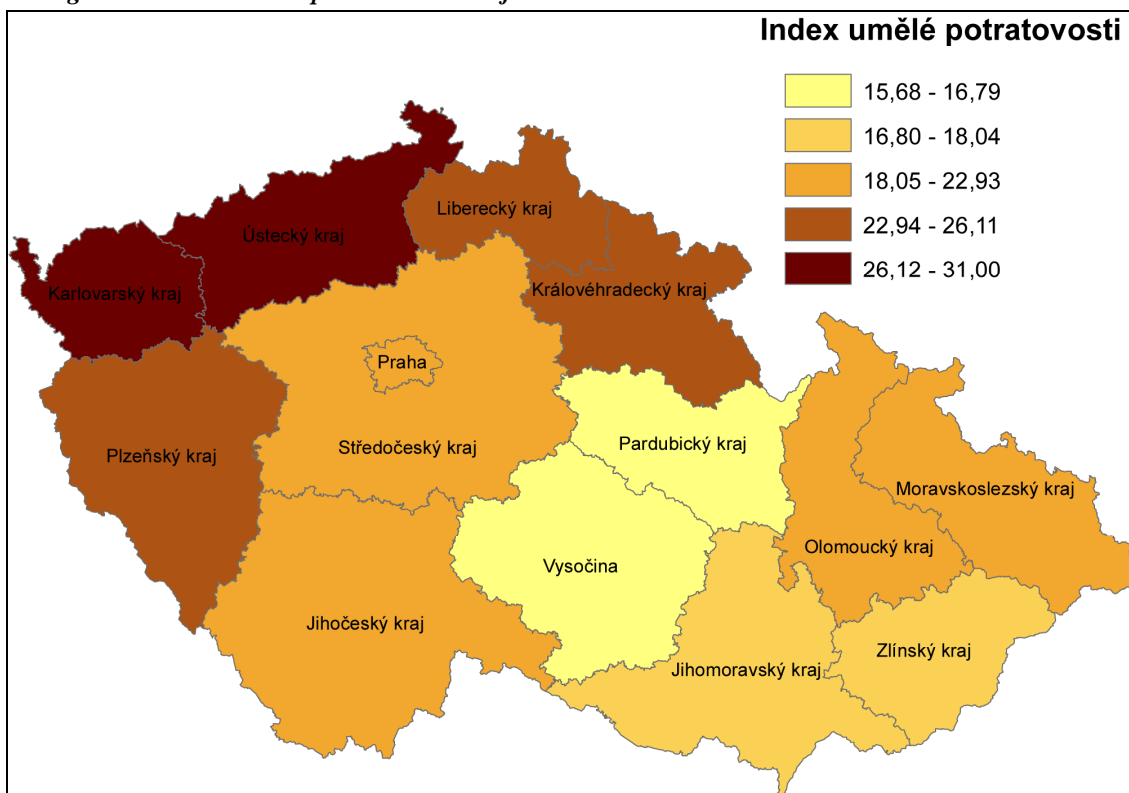 Index umělé potratovosti
15,68 - 16,79
16,80 - 18,04
18,05 - 22,93
22,94 - 26,11
26,12 - 31,00
Liberecký kraj
Ústecký kraj
Karlovarský kraj
Královéhradecký kraj
Praha
Středočeský kraj
Pardubický kraj
Plzeňský kraj
Moravskoslezský kraj
Olomoucký kraj
Vysočina
Jihočeský kraj
Zlínský kraj
Jihomoravský kraj